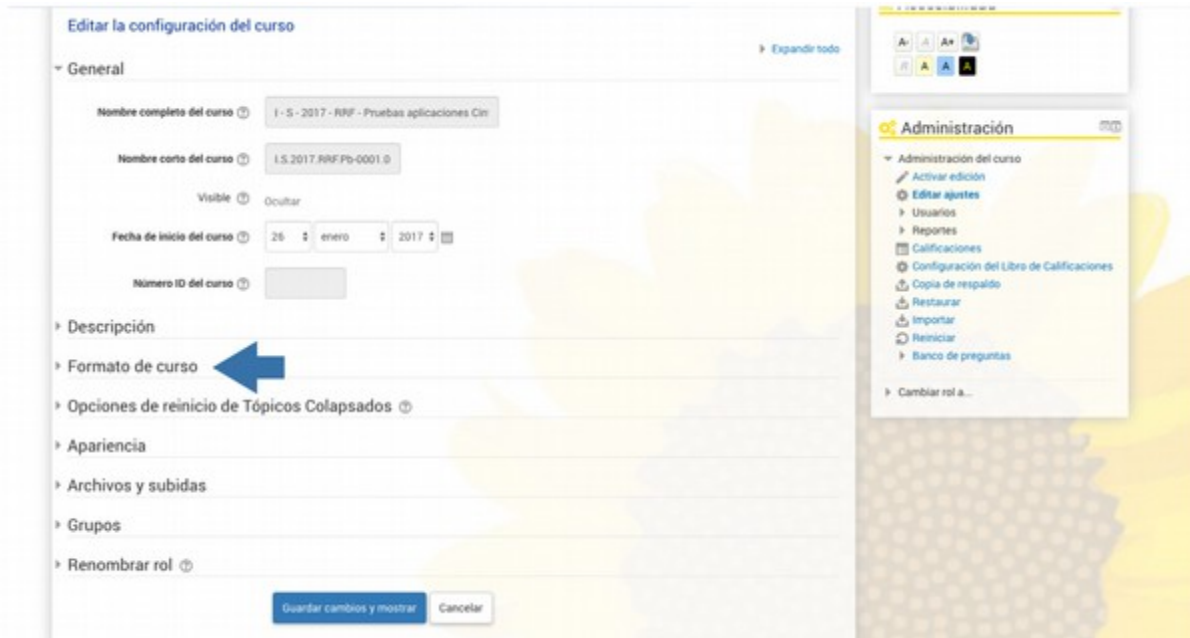 Editar la configuración del curso
Expandir todo
General
Nombre completo del curso
I - S - 2017 - RRF - Pruebas aplicaciones Cin
Nombre corto del curso
I.S.2017.RRF.Pb-0001.0
Visible
Ocultar
Fecha de inicio del curso
26 enero 2017
Número ID del curso
Descripción
Formato de curso
Opciones de reinicio de Tópicos Colapsados
Apariencia
Archivos y subidas
Grupos
Renombrar rol
Guardar cambios y mostrar
Cancelar
A- A A+
R A A A
Administración
Administración del curso
Activar edición
Editar ajustes
Usuarios
Reportes
Calificaciones
Configuración del Libro de Calificaciones
Copia de respaldo
Restaurar
Importar
Reiniciar
Banco de preguntas
Cambiar rol a...